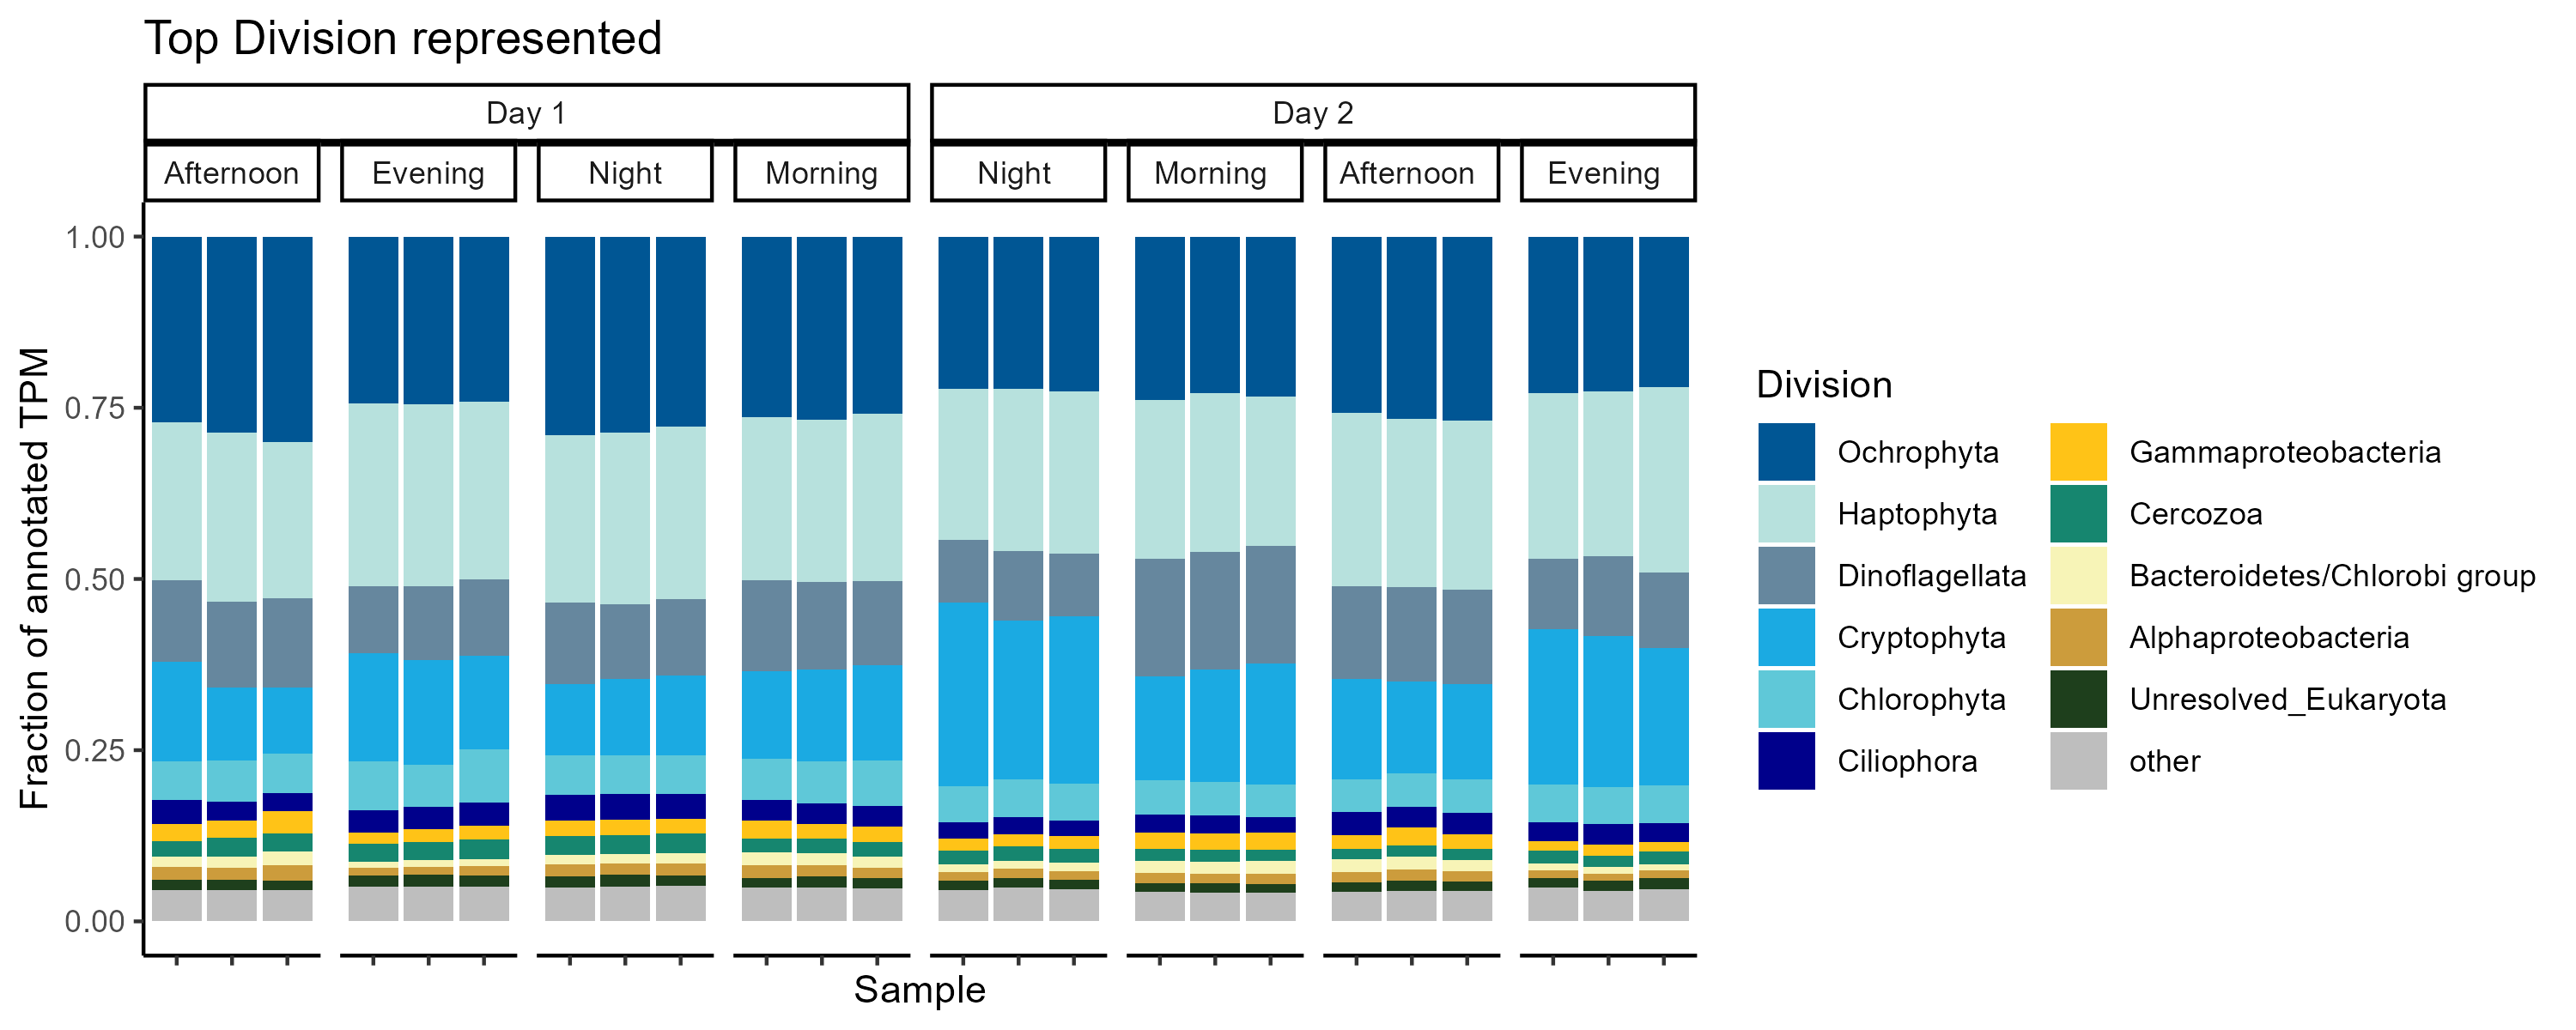 Top Division represented
Day 1
Day 2
Afternoon
Evening
Night
Morning
Night
Morning
Afternoon
Evening
1.00
0.75
0.50
0.25
0.00
Fraction of annotated TPM
Sample
Division
Ochrophyta
Haptophyta
Dinoflagellata
Cryptophyta
Chlorophyta
Ciliophora
Gammaproteobacteria
Cercozoa
Bacteroidetes/Chlorobi group
Alphaproteobacteria
Unresolved_Eukaryota
other